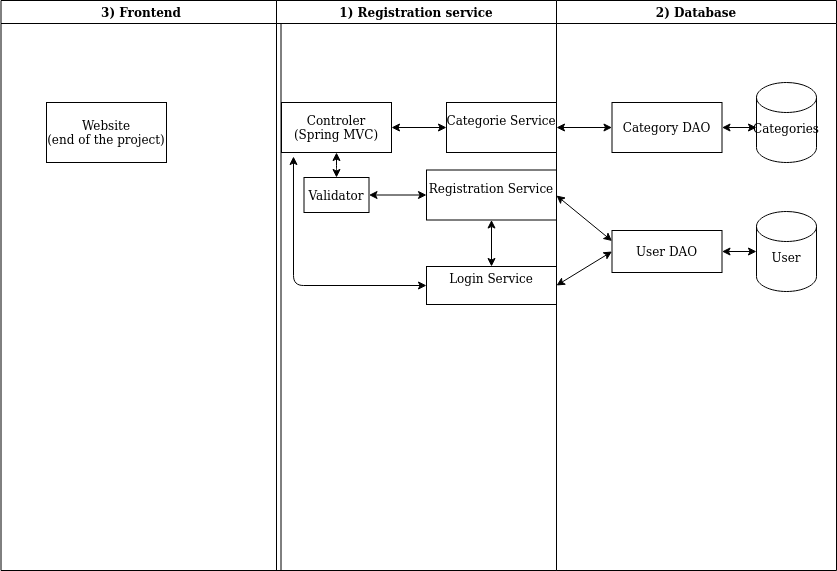 3) Frontend
1) Registration service
2) Database
Website
(end of the project)
Controler
(Spring MVC)
Categorie Service
Category DAO
Categories
Validator
Registration Service
User DAO
User
Login Service